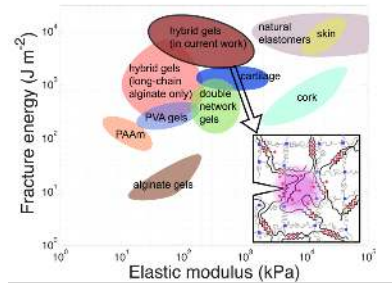 Fracture energy (J m⁻²)
10⁴
10³
10²
10¹
10⁰
hybrid gels
(in current work)
natural
elastomers
skin
hybrid gels
(long-chain
alginate only)
cartilage
PVA gels
double
network
gels
cork
PAAm
alginate gels
10⁰
10¹
10²
10³
10⁴
10⁵
Elastic modulus (kPa)